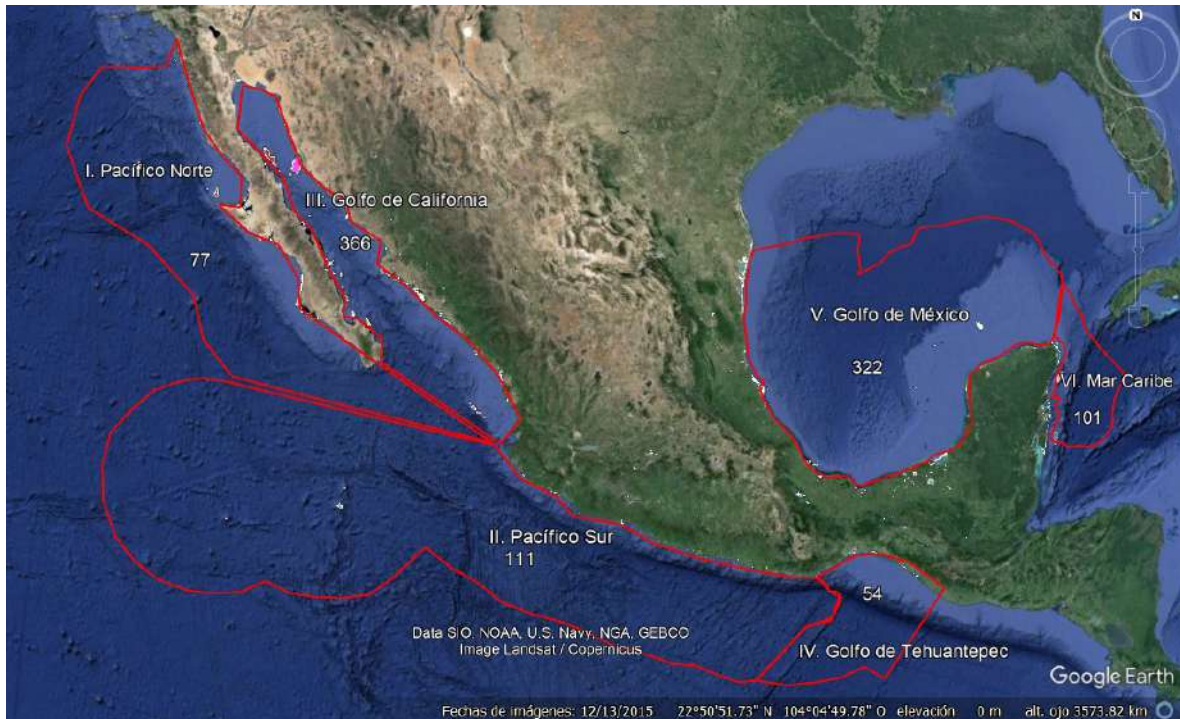 N
I. Pacífico Norte
77
III. Golfo de California
366
V. Golfo de México
322
VI. Mar Caribe
101
II. Pacífico Sur
111
54
IV. Golfo de Tehuantepec
Data SIO, NOAA, U.S. Navy, NGA, GEBCO
Image Landsat / Copernicus
Google Earth
Fechas de imágenes: 12/13/2015 22°50'51.73" N 104°04'49.78" O elevación 0 m alt. ojo 3573.82 km